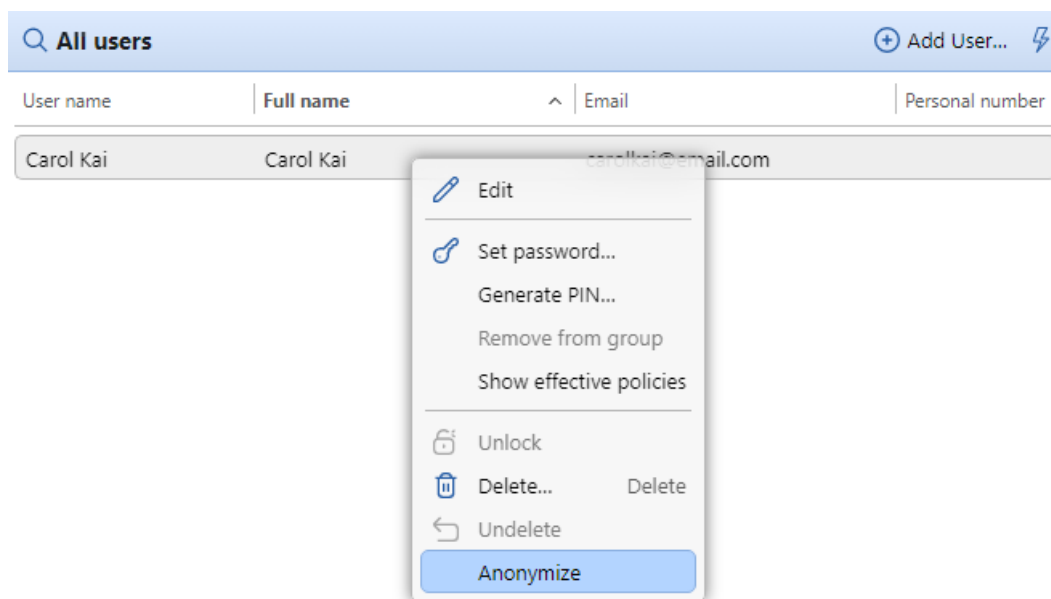 All users Add User...
User name Full name Email Personal number
Carol Kai Carol Kai carolkai@email.com
Edit
Set password...
Generate PIN...
Remove from group
Show effective policies
Unlock
Delete... Delete
Undelete
Anonymize